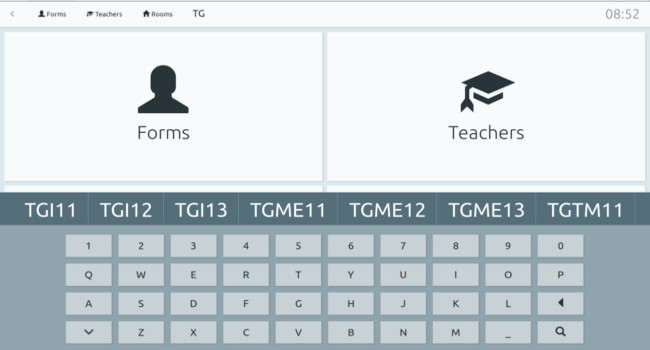 Forms Teachers Rooms TG 08:52
Forms Teachers
TGI11 TGI12 TGI13 TGME11 TGME12 TGME13 TGTM11
1 2 3 4 5 6 7 8 9 0
Q W E R T Y U I O P
A S D F G H J K L
Z X C V B N M _